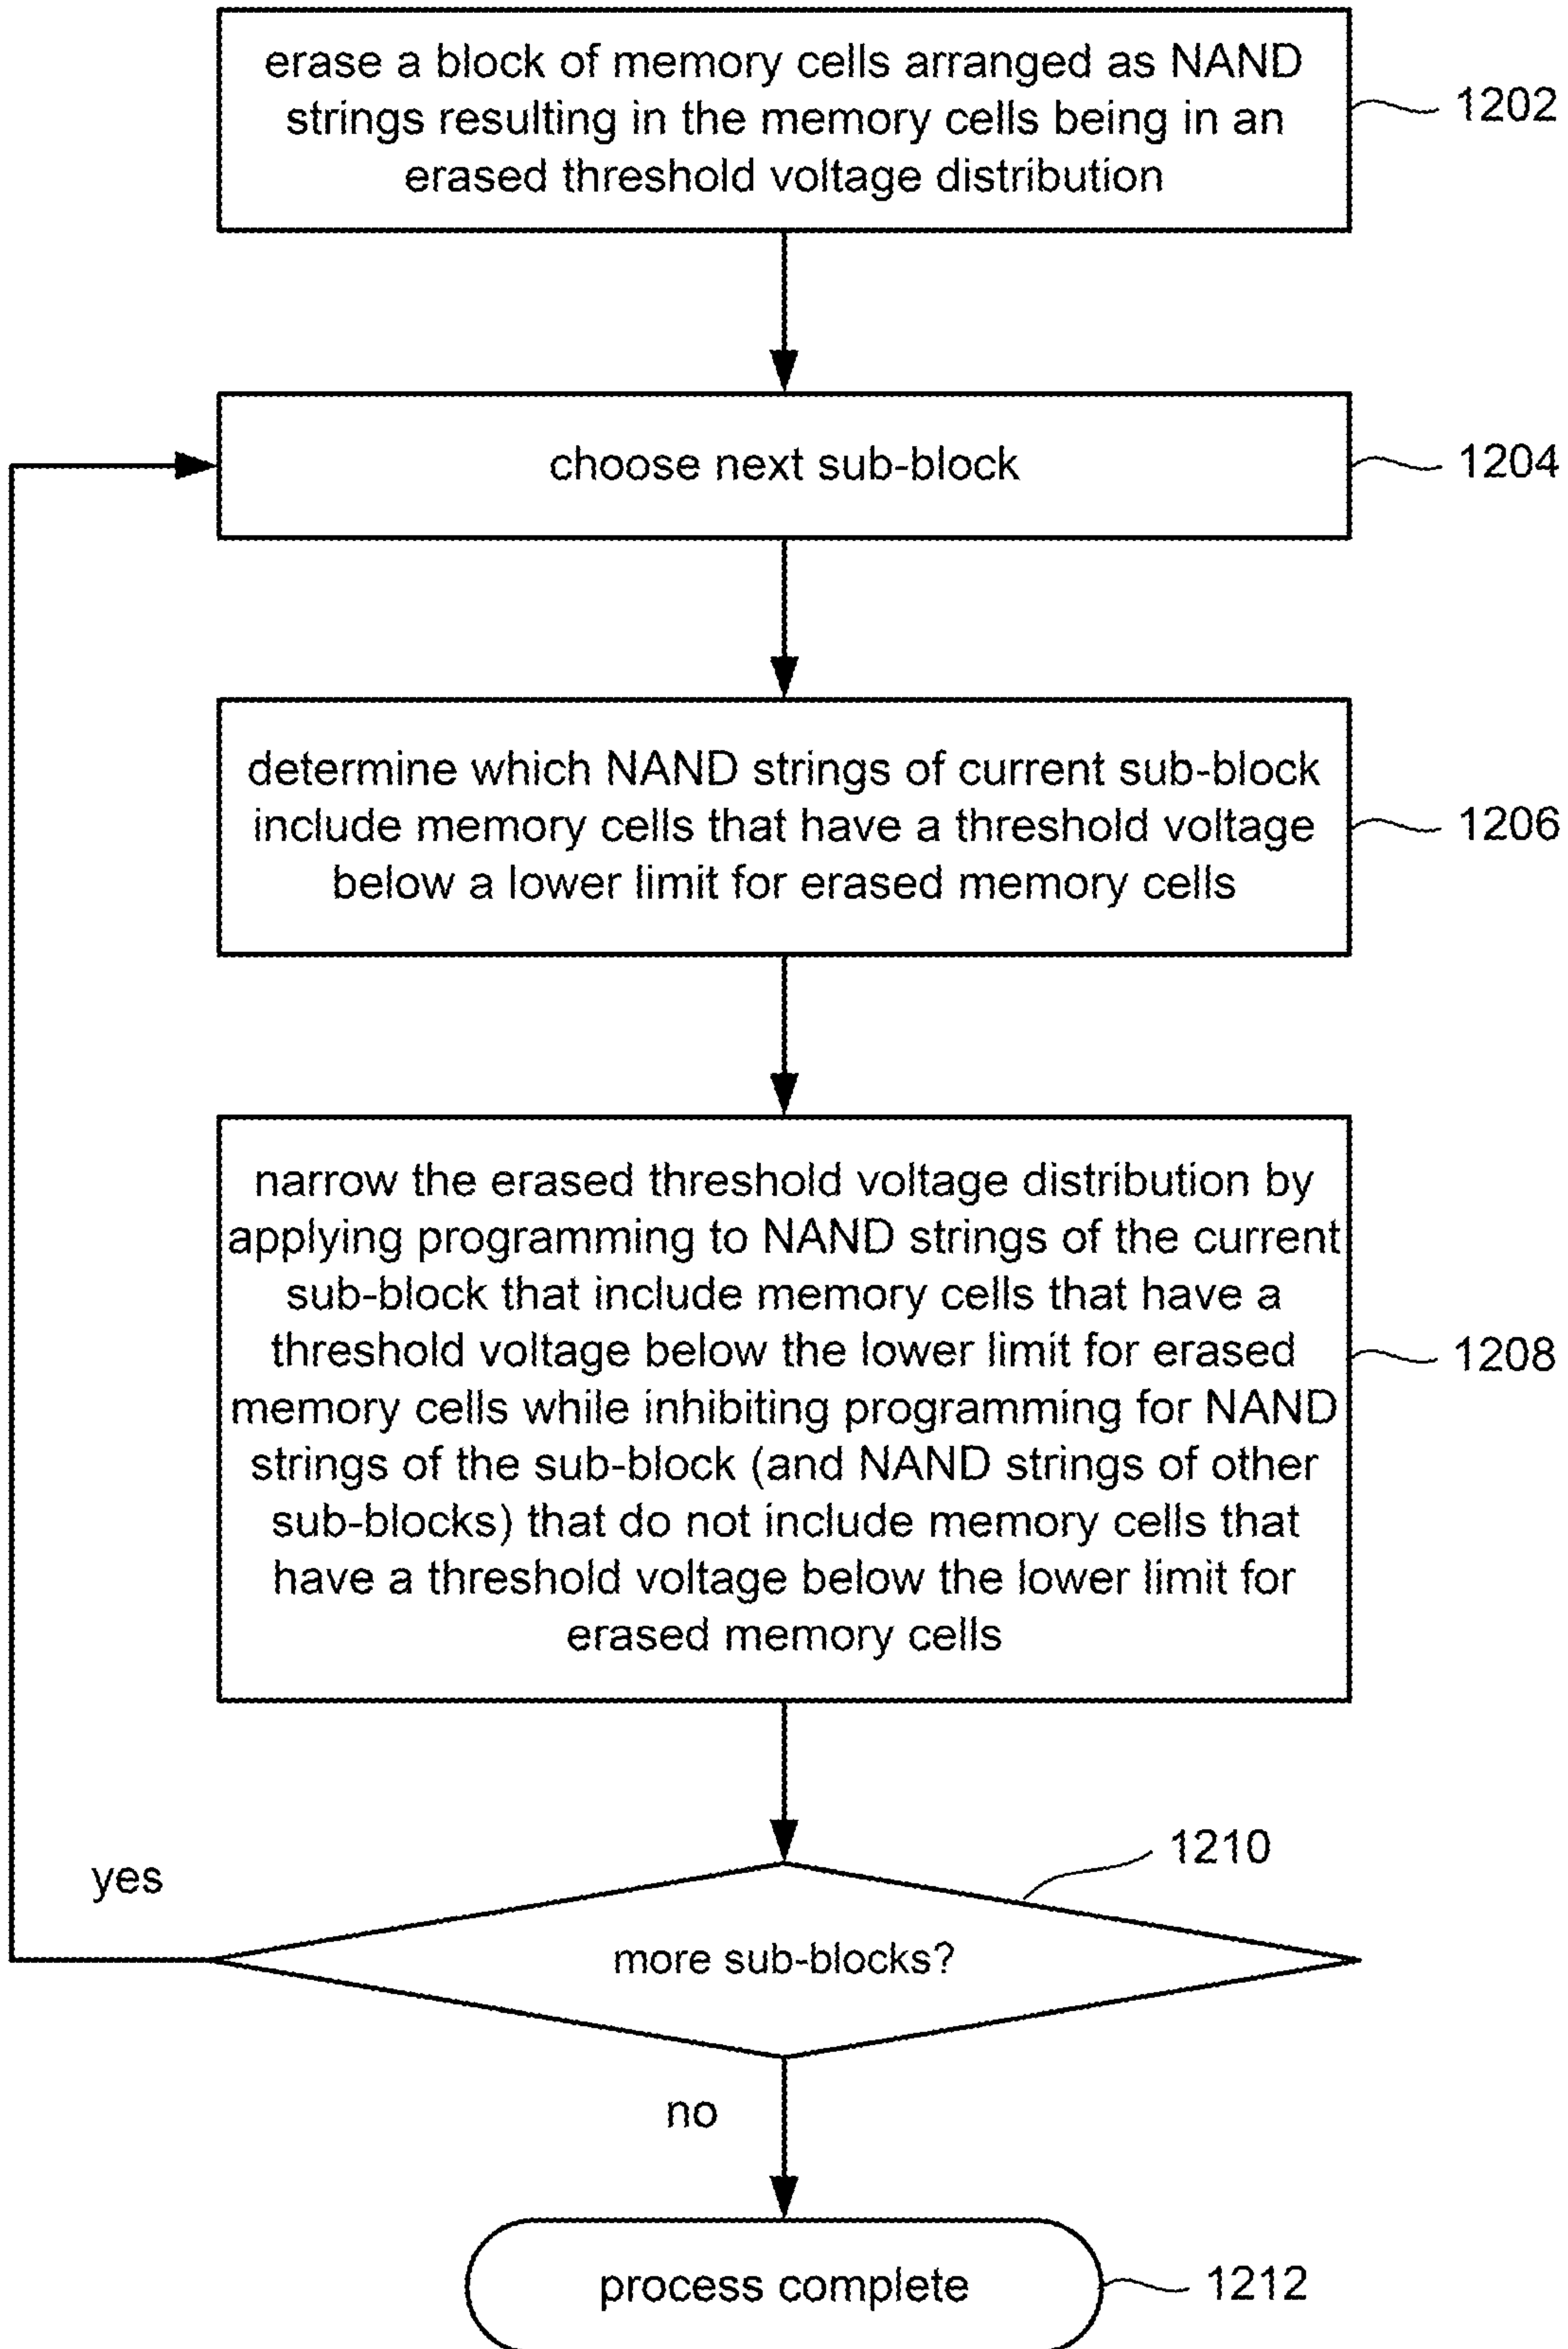 erase a block of memory cells arranged as NAND
strings resulting in the memory cells being in an
erased threshold voltage distribution
1202
choose next sub-block
1204
determine which NAND strings of current sub-block
include memory cells that have a threshold voltage
below a lower limit for erased memory cells
1206
narrow the erased threshold voltage distribution by
applying programming to NAND strings of the current
sub-block that include memory cells that have a
threshold voltage below the lower limit for erased
memory cells while inhibiting programming for NAND
strings of the sub-block (and NAND strings of other
sub-blocks) that do not include memory cells that
have a threshold voltage below the lower limit for
erased memory cells
1208
1210
yes
more sub-blocks?
no
process complete
1212